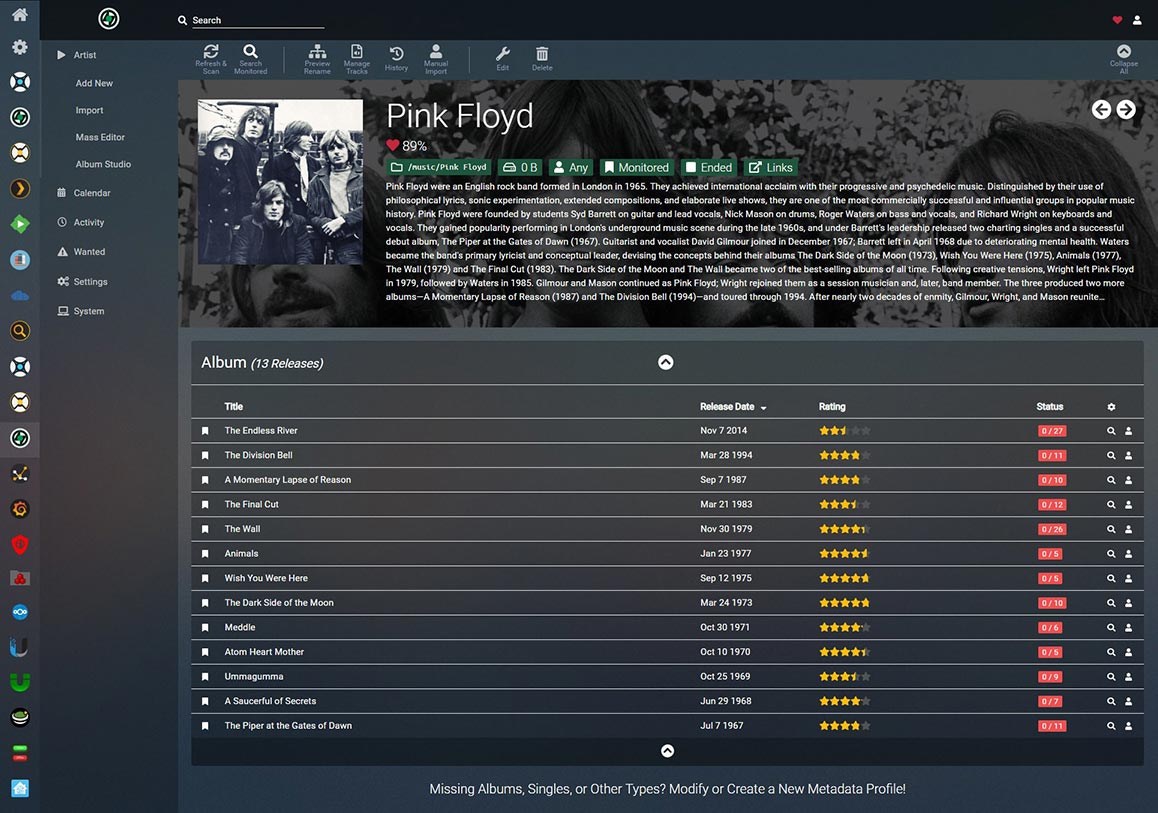 Search
Artist
Add New
Import
Mass Editor
Album Studio
Calendar
Activity
Wanted
Settings
System
Refresh & Scan
Search Monitored
Preview Rename
Manage Tracks
History
Manual Import
Edit
Delete
Collapse All
Pink Floyd
89%
/music/Pink Floyd 0 B Any Monitored Ended Links
Pink Floyd were an English rock band formed in London in 1965. They achieved international acclaim with their progressive and psychedelic music. Distinguished by their use of
philosophical lyrics, sonic experimentation, extended compositions, and elaborate live shows, they are one of the most commercially successful and influential groups in popular music
history. Pink Floyd were founded by students Syd Barrett on guitar and lead vocals, Nick Mason on drums, Roger Waters on bass and vocals, and Richard Wright on keyboards and
vocals. They gained popularity performing in London's underground music scene during the late 1960s, and under Barrett's leadership released two charting singles and a successful
debut album, The Piper at the Gates of Dawn (1967). Guitarist and vocalist David Gilmour joined in December 1967; Barrett left in April 1968 due to deteriorating mental health. Waters
became the band's primary lyricist and conceptual leader, devising the concepts behind their albums The Dark Side of the Moon (1973), Wish You Were Here (1975), Animals (1977),
The Wall (1979) and The Final Cut (1983). The Dark Side of the Moon and The Wall became two of the best-selling albums of all time. Following creative tensions, Wright left Pink Floyd
in 1979, followed by Waters in 1985. Gilmour and Mason continued as Pink Floyd; Wright rejoined them as a session musician and, later, band member. The three produced two more
albums—A Momentary Lapse of Reason (1987) and The Division Bell (1994)—and toured through 1994. After nearly two decades of enmity, Gilmour, Wright, and Mason reunite...
Album (13 Releases)
Title Release Date Rating Status
The Endless River Nov 7 2014 0 / 27
The Division Bell Mar 28 1994 0 / 11
A Momentary Lapse of Reason Sep 7 1987 0 / 10
The Final Cut Mar 21 1983 0 / 12
The Wall Nov 30 1979 0 / 26
Animals Jan 23 1977 0 / 5
Wish You Were Here Sep 12 1975 0 / 5
The Dark Side of the Moon Mar 24 1973 0 / 10
Meddle Oct 30 1971 0 / 6
Atom Heart Mother Oct 10 1970 0 / 5
Ummagumma Oct 25 1969 0 / 9
A Saucerful of Secrets Jun 29 1968 0 / 7
The Piper at the Gates of Dawn Jul 7 1967 0 / 11
Missing Albums, Singles, or Other Types? Modify or Create a New Metadata Profile!